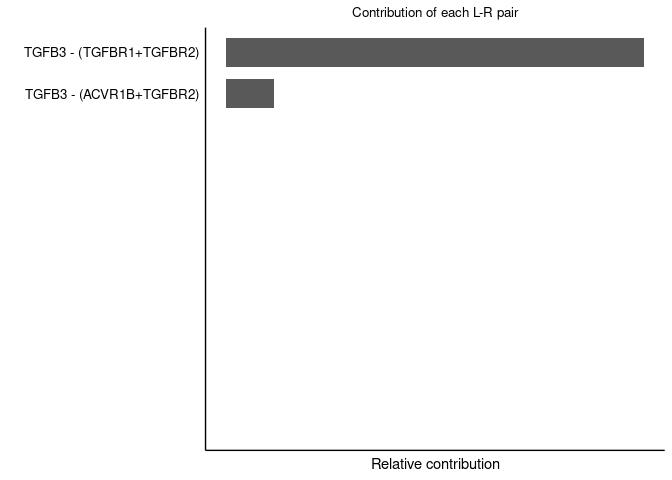 Contribution of each L-R pair
TGFB3 - (TGFBR1+TGFBR2)
TGFB3 - (ACVR1B+TGFBR2)
Relative contribution